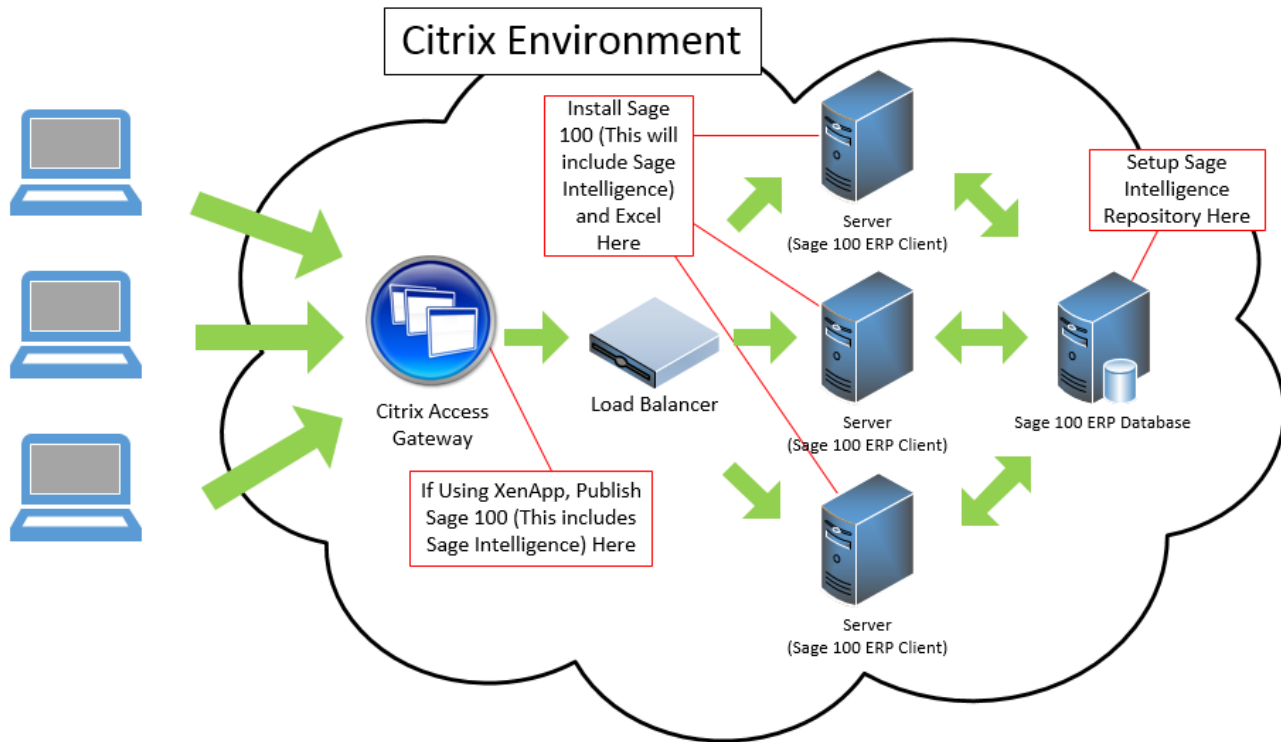 Citrix Environment
Install Sage
100 (This will
include Sage
Intelligence)
and Excel
Here
Server
(Sage 100 ERP Client)
Setup Sage
Intelligence
Repository Here
Citrix Access
Gateway
Load Balancer
Server
(Sage 100 ERP Client)
Sage 100 ERP Database
If Using XenApp, Publish
Sage 100 (This includes
Sage Intelligence) Here
Server
(Sage 100 ERP Client)